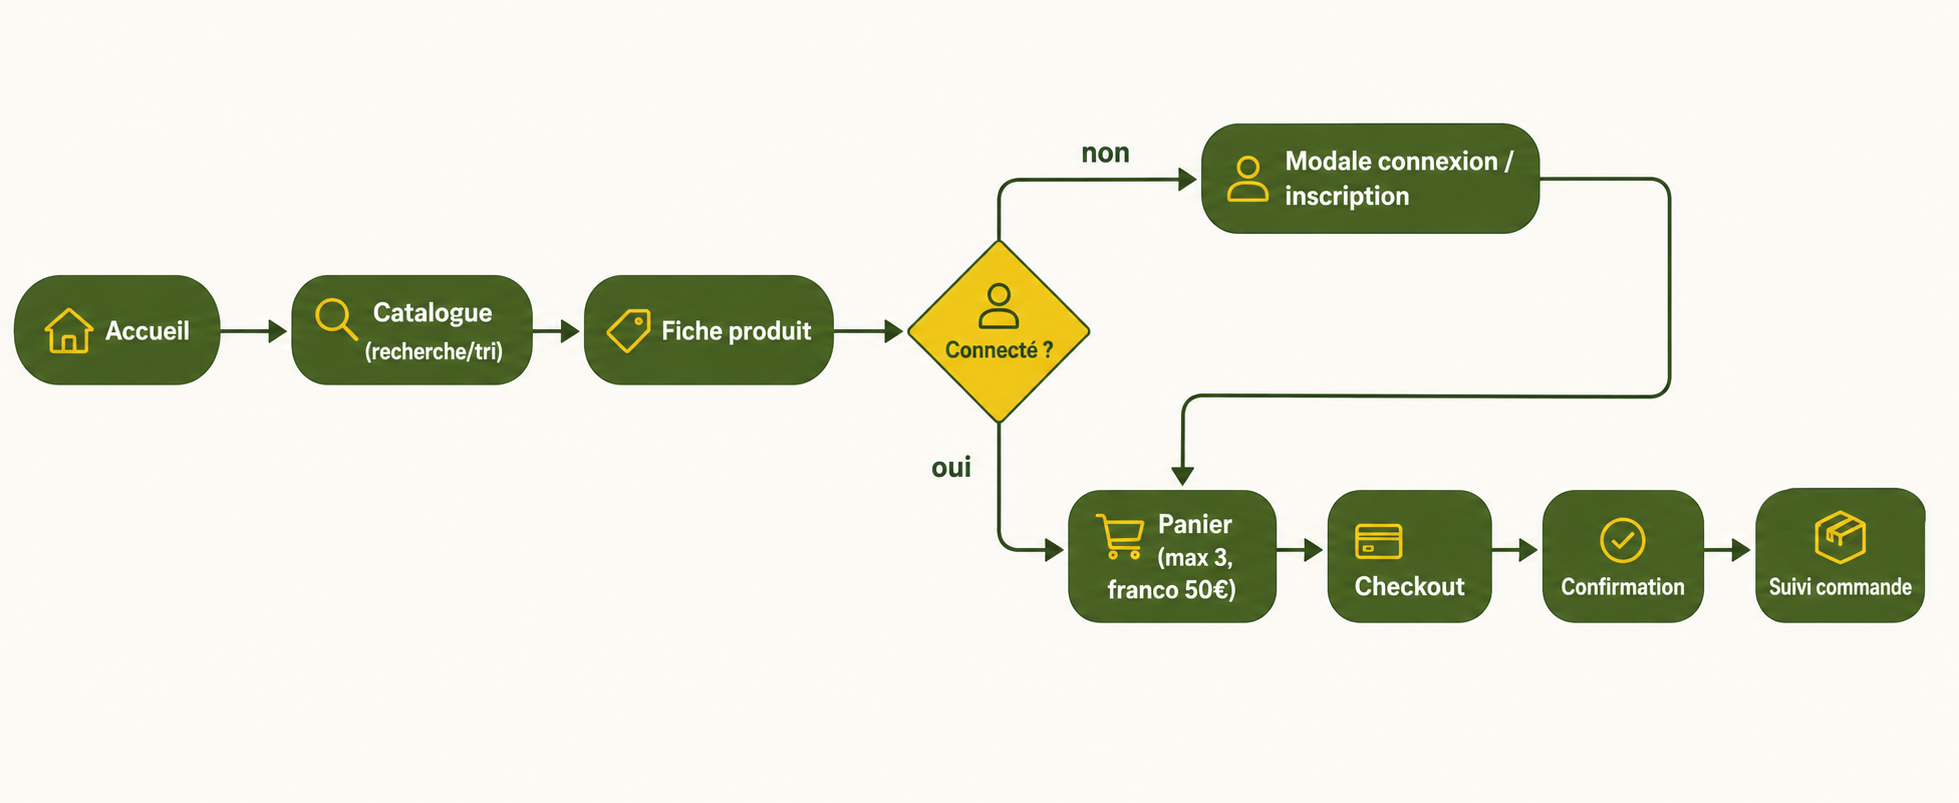 Accueil
Catalogue
(recherche/tri)
Fiche produit
Connecté ?
non
Modale connexion /
inscription
oui
Panier
(max 3,
franco 50€)
Checkout
Confirmation
Suivi commande